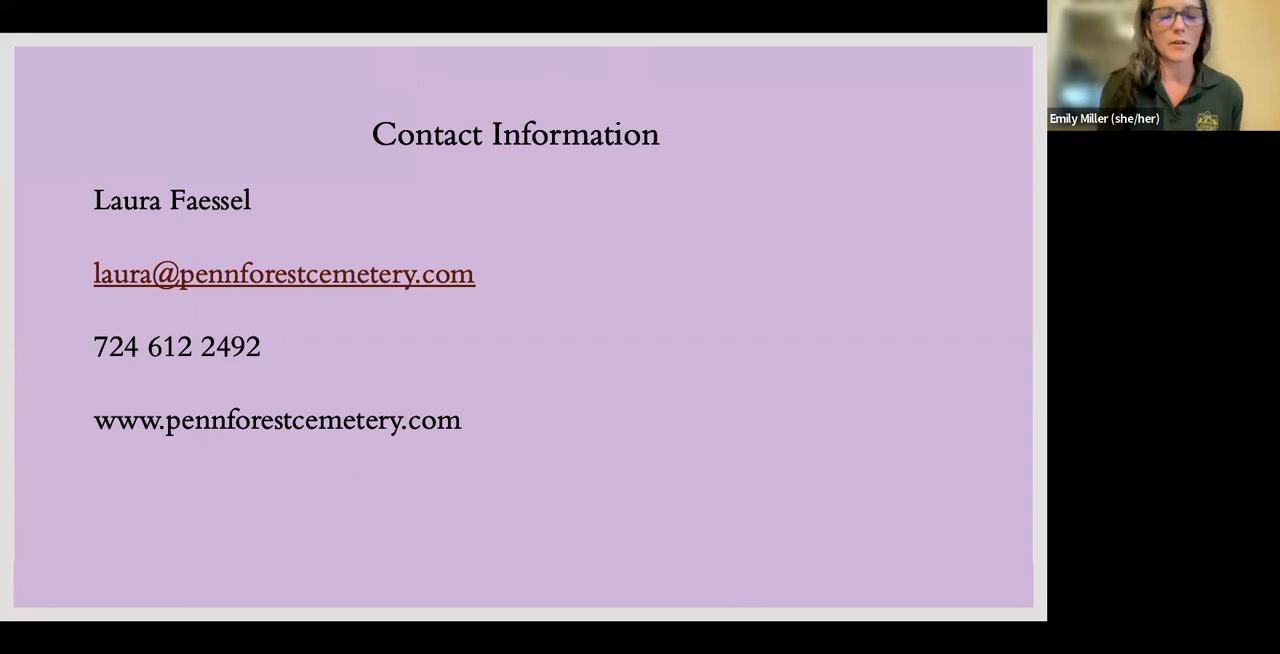 Contact Information
Laura Faessel
laura@pennforestcemetery.com
724 612 2492
www.pennforestcemetery.com
Emily Miller (she/her)